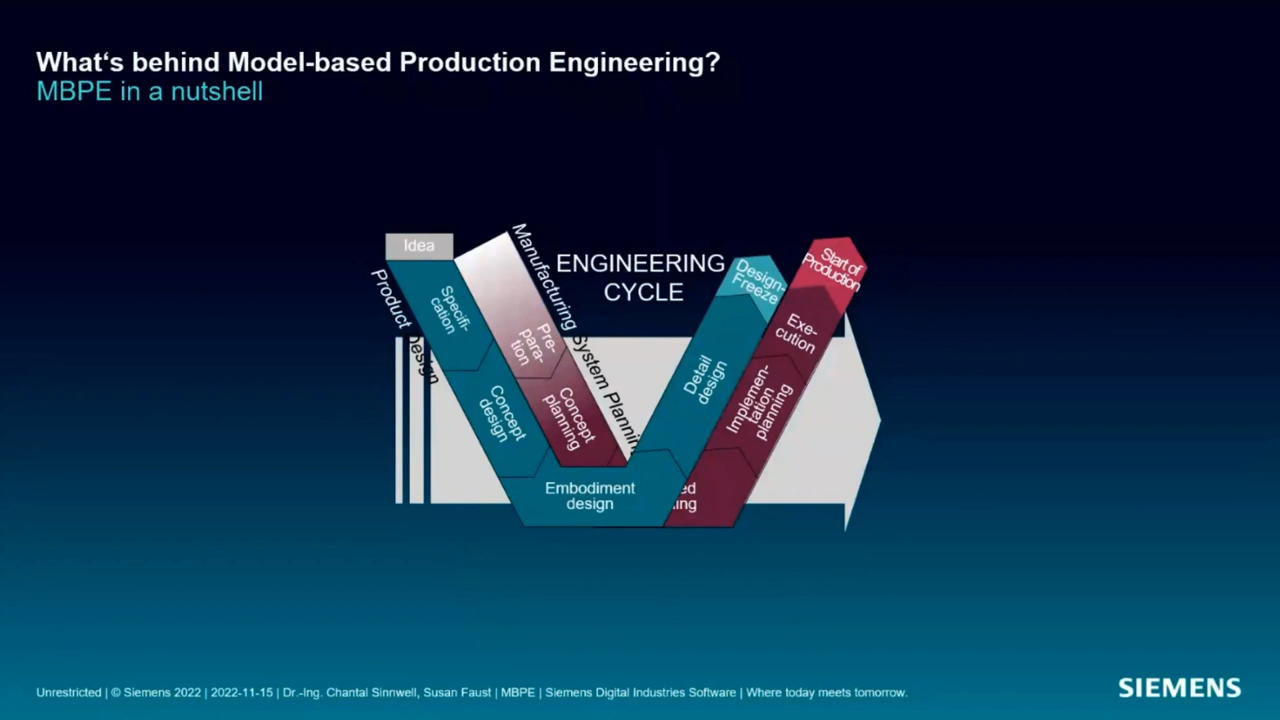 What‘s behind Model-based Production Engineering?
MBPE in a nutshell
Idea
ENGINEERING
CYCLE
Product Design
Specifi-
cation
Concept
design
Embodiment
design
Detail
design
Design-
Freeze
Manufacturing System Planning
Pre-
para-
tion
Concept
planning
Implemen-
tation
planning
Exe-
cution
Start of
Production
Unrestricted | © Siemens 2022 | 2022-11-15 | Dr.-Ing. Chantal Sinnwell, Susan Faust | MBPE | Siemens Digital Industries Software | Where today meets tomorrow.
SIEMENS